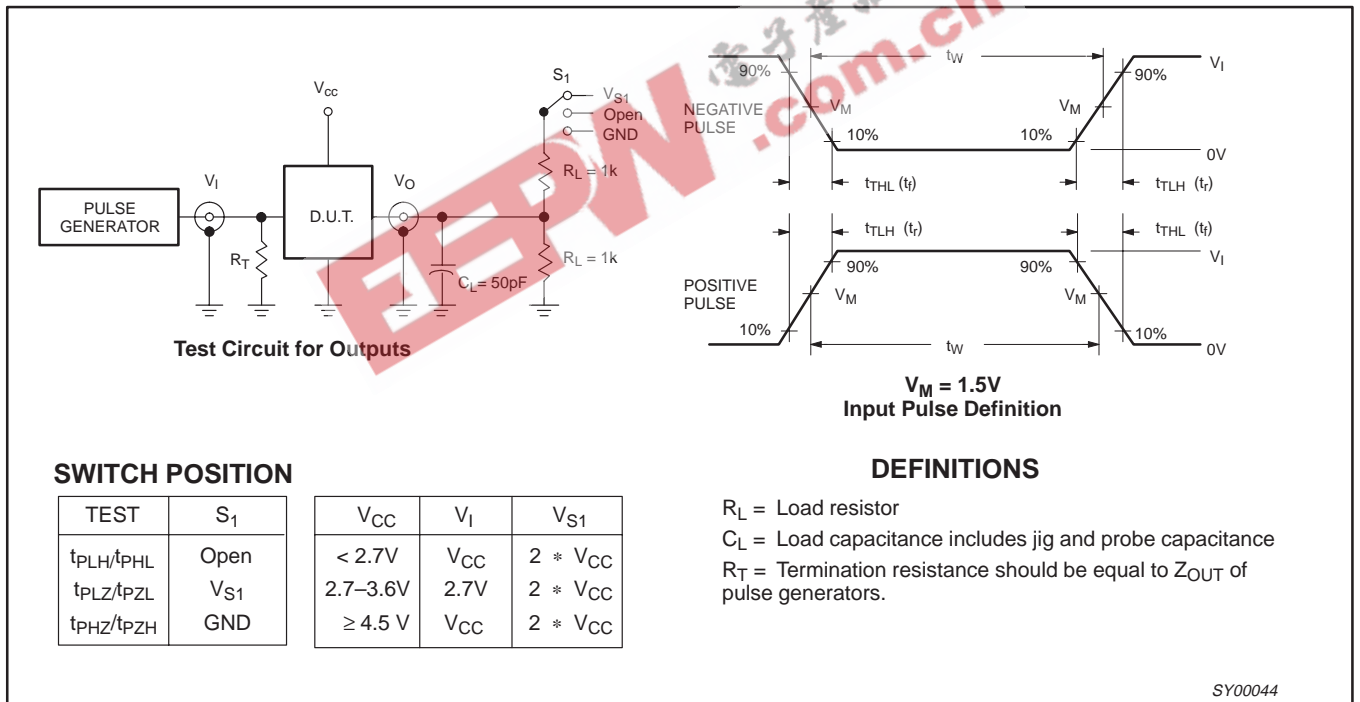 電子產
EEPW .com.cn
Vcc
S1
VS1
Open
GND
RL = 1k
VI
VO
PULSE
GENERATOR
D.U.T.
RT
CL = 50pF
RL = 1k
Test Circuit for Outputs
tW
90%
90%
VI
NEGATIVE
PULSE
VM
VM
10%
10%
0V
tTHL (tf)
tTLH (tr)
tTLH (tr)
tTHL (tf)
VI
90%
90%
POSITIVE
PULSE
VM
VM
10%
10%
tW
0V
VM = 1.5V
Input Pulse Definition
SWITCH POSITION
TEST S1
tPLH/tPHL Open
tPLZ/tPZL VS1
tPHZ/tPZH GND
VCC VI VS1
< 2.7V VCC 2 * VCC
2.7–3.6V 2.7V 2 * VCC
≥ 4.5 V VCC 2 * VCC
DEFINITIONS
RL = Load resistor
CL = Load capacitance includes jig and probe capacitance
RT = Termination resistance should be equal to ZOUT of
pulse generators.
SY00044